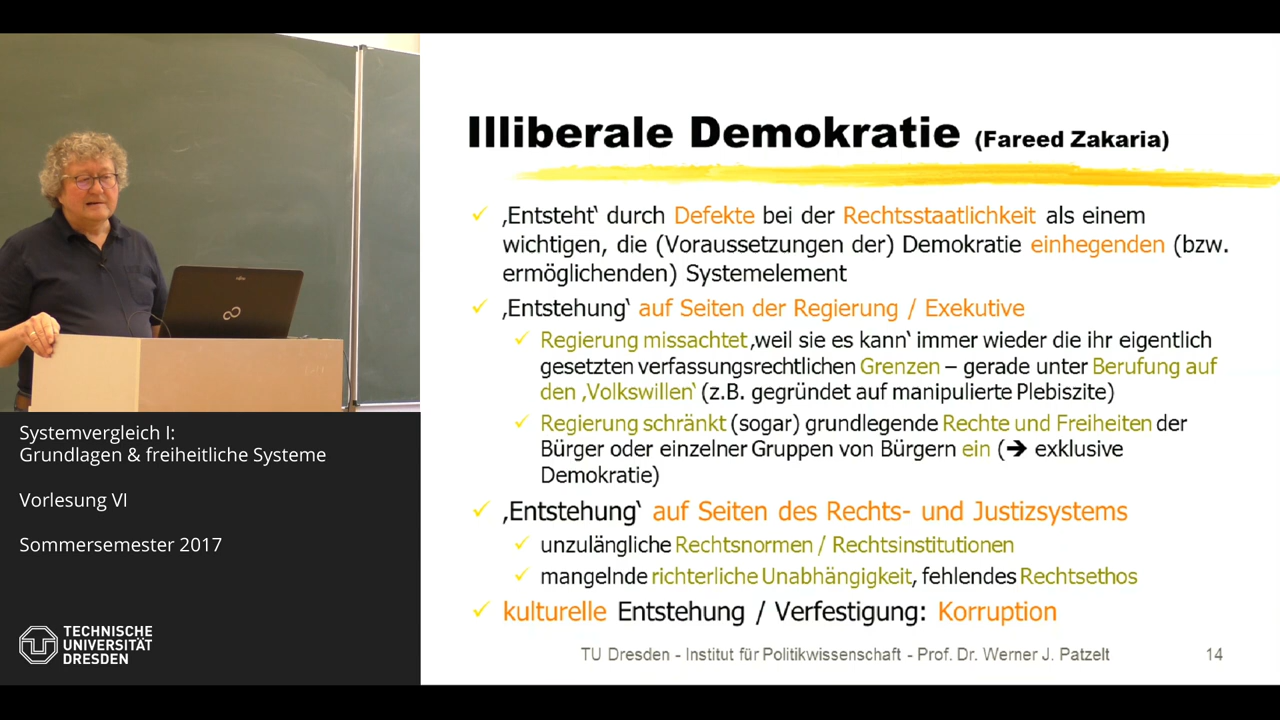 Illiberale Demokratie (Fareed Zakaria)
‚Entsteht‘ durch Defekte bei der Rechtsstaatlichkeit als einem
wichtigen, die (Voraussetzungen der) Demokratie einhegenden (bzw.
ermöglichenden) Systemelement
‚Entstehung‘ auf Seiten der Regierung / Exekutive
Regierung missachtet ‚weil sie es kann‘ immer wieder die ihr eigentlich
gesetzten verfassungsrechtlichen Grenzen – gerade unter Berufung auf
den ‚Volkswillen‘ (z.B. gegründet auf manipulierte Plebiszite)
Regierung schränkt (sogar) grundlegende Rechte und Freiheiten der
Bürger oder einzelner Gruppen von Bürgern ein (➔ exklusive
Demokratie)
‚Entstehung‘ auf Seiten des Rechts- und Justizsystems
unzulängliche Rechtsnormen / Rechtsinstitutionen
mangelnde richterliche Unabhängigkeit, fehlendes Rechtsethos
kulturelle Entstehung / Verfestigung: Korruption
TU Dresden - Institut für Politikwissenschaft - Prof. Dr. Werner J. Patzelt 14
Systemvergleich I:
Grundlagen & freiheitliche Systeme
Vorlesung VI
Sommersemester 2017
TECHNISCHE
UNIVERSITÄT
DRESDEN